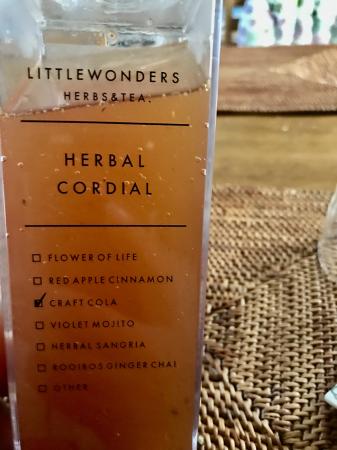 LITTLEWONDERS
HERBS&TEA.
HERBAL
CORDIAL
FLOWER OF LIFE
RED APPLE CINNAMON
CRAFT COLA
VIOLET MOJITO
HERBAL SANGRIA
ROOIBOS GINGER CHAI
OTHER